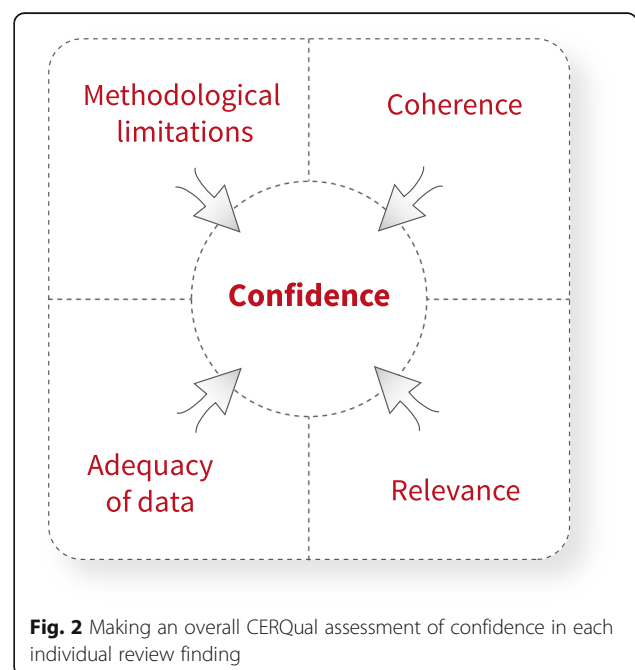 Methodological
limitations
Coherence
Confidence
Adequacy
of data
Relevance
Fig. 2 Making an overall CERQual assessment of confidence in each
individual review finding